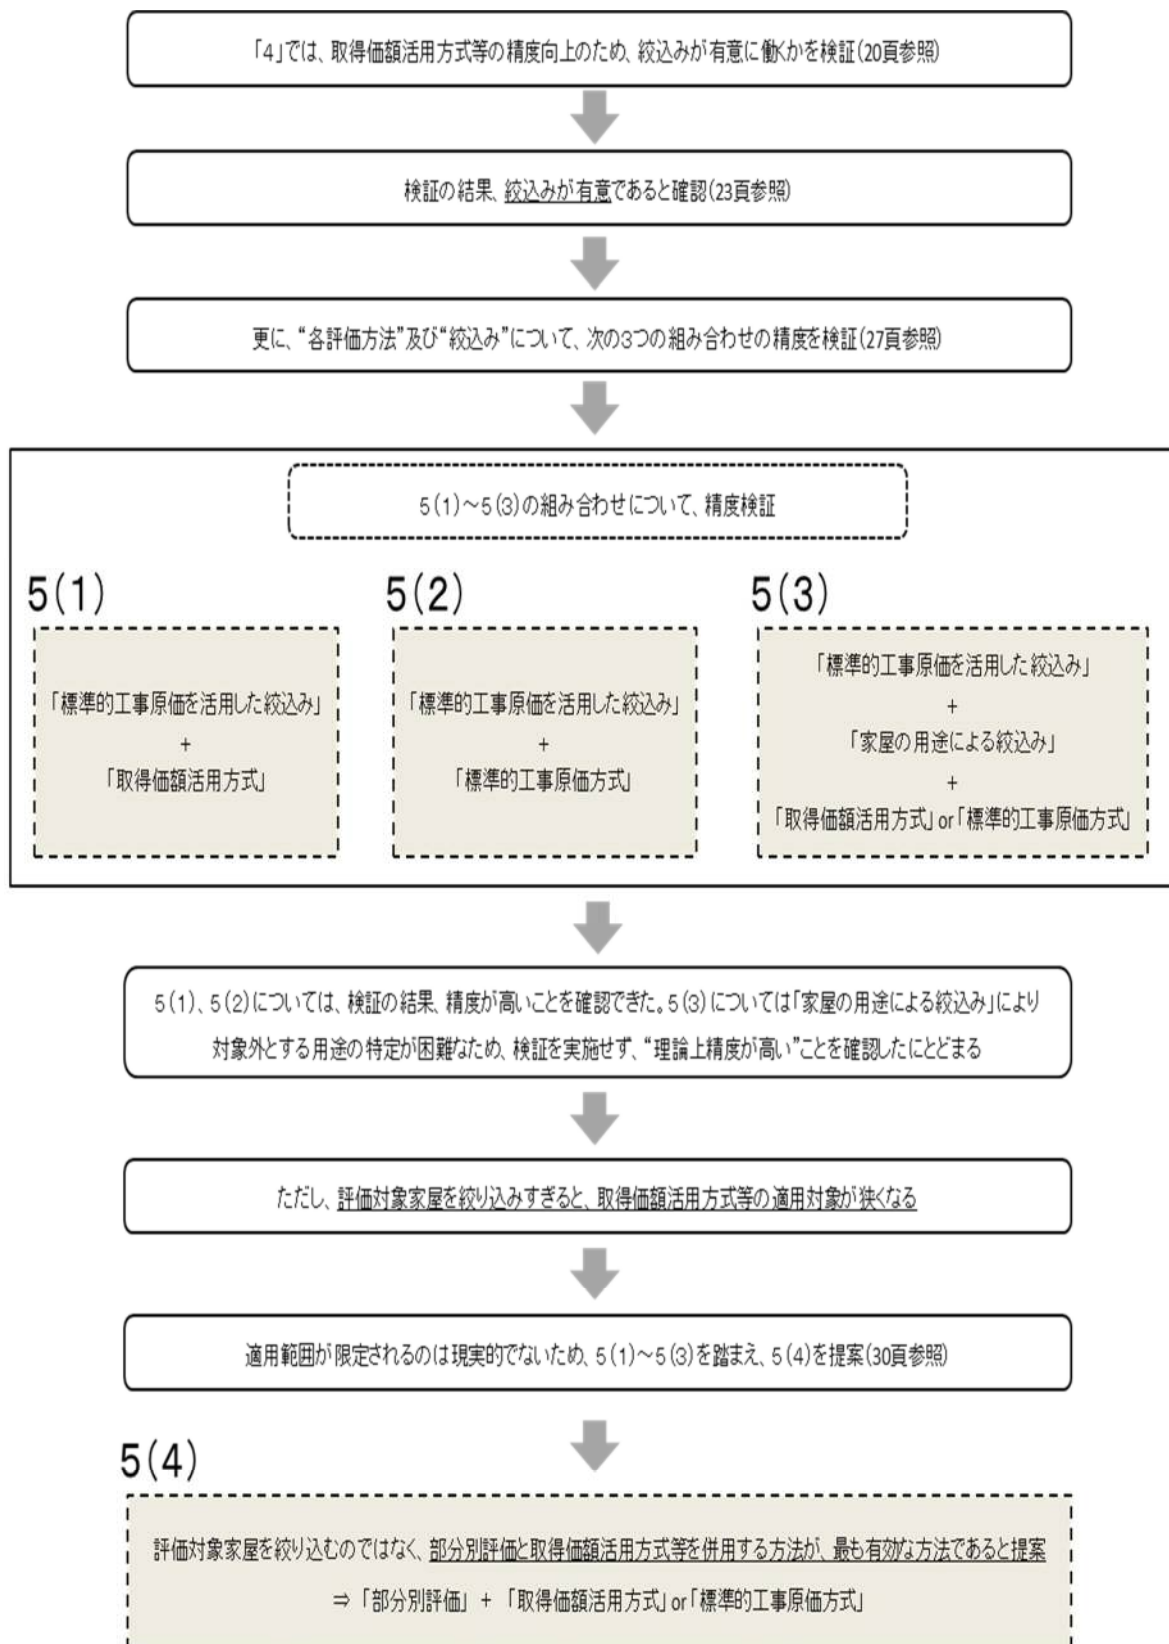 「4」では、取得価額活用方式等の精度向上のため、絞込みが有意に働くかを検証(20頁参照)
検証の結果、絞込みが有意であると確認(23頁参照)
更に、“各評価方法”及び“絞込み”について、次の3つの組み合わせの精度を検証(27頁参照)
5(1)～5(3)の組み合わせについて、精度検証
5(1)
「標準的工事原価を活用した絞込み」
+
「取得価額活用方式」
5(2)
「標準的工事原価を活用した絞込み」
+
「標準的工事原価方式」
5(3)
「標準的工事原価を活用した絞込み」
+
「家屋の用途による絞込み」
+
「取得価額活用方式」or「標準的工事原価方式」
5(1)、5(2)については、検証の結果、精度が高いことを確認できた。5(3)については「家屋の用途による絞込み」により
対象外とする用途の特定が困難なため、検証を実施せず、“理論上精度が高い”ことを確認したにとどまる
ただし、評価対象家屋を絞り込みすぎると、取得価額活用方式等の適用対象が狭くなる
適用範囲が限定されるのは現実的でないため、5(1)～5(3)を踏まえ、5(4)を提案(30頁参照)
5(4)
評価対象家屋を絞り込むのではなく、部分別評価と取得価額活用方式等を併用する方法が、最も有効な方法であると提案
⇒「部分別評価」+「取得価額活用方式」or「標準的工事原価方式」